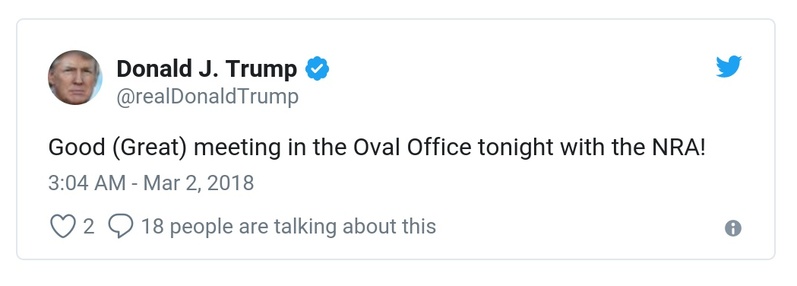 Donald J. Trump
@realDonaldTrump
Good (Great) meeting in the Oval Office tonight with the NRA!
3:04 AM - Mar 2, 2018
2 18 people are talking about this